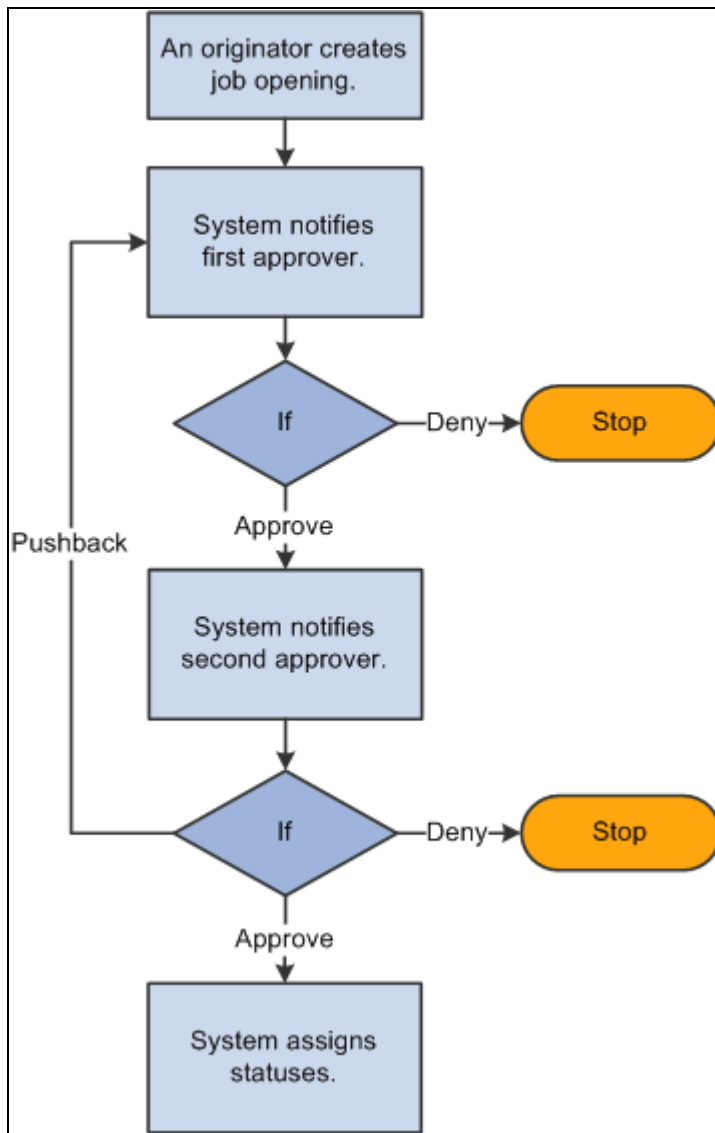 An originator creates
job opening.
System notifies
first approver.
If
Deny
Stop
Approve
Pushback
System notifies
second approver.
If
Deny
Stop
Approve
System assigns
statuses.